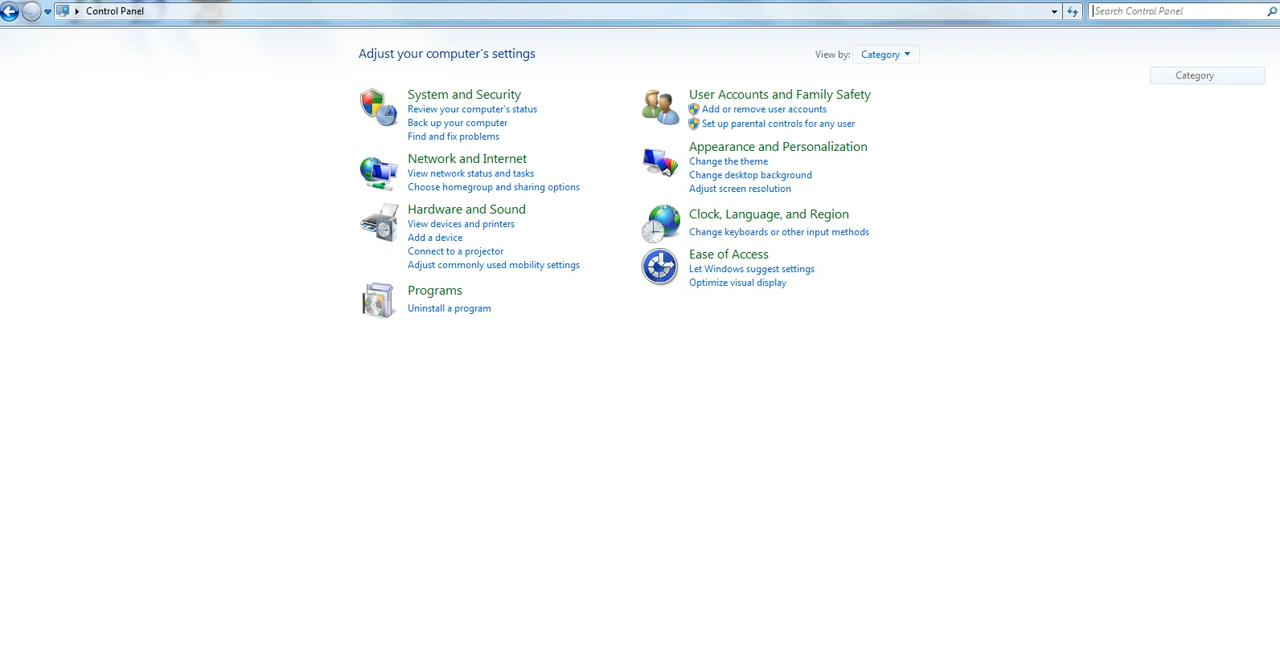 Control Panel
Search Control Panel
Adjust your computer's settings
View by: Category
Category
System and Security
Review your computer's status
Back up your computer
Find and fix problems
Network and Internet
View network status and tasks
Choose homegroup and sharing options
Hardware and Sound
View devices and printers
Add a device
Connect to a projector
Adjust commonly used mobility settings
Programs
Uninstall a program
User Accounts and Family Safety
Add or remove user accounts
Set up parental controls for any user
Appearance and Personalization
Change the theme
Change desktop background
Adjust screen resolution
Clock, Language, and Region
Change keyboards or other input methods
Ease of Access
Let Windows suggest settings
Optimize visual display